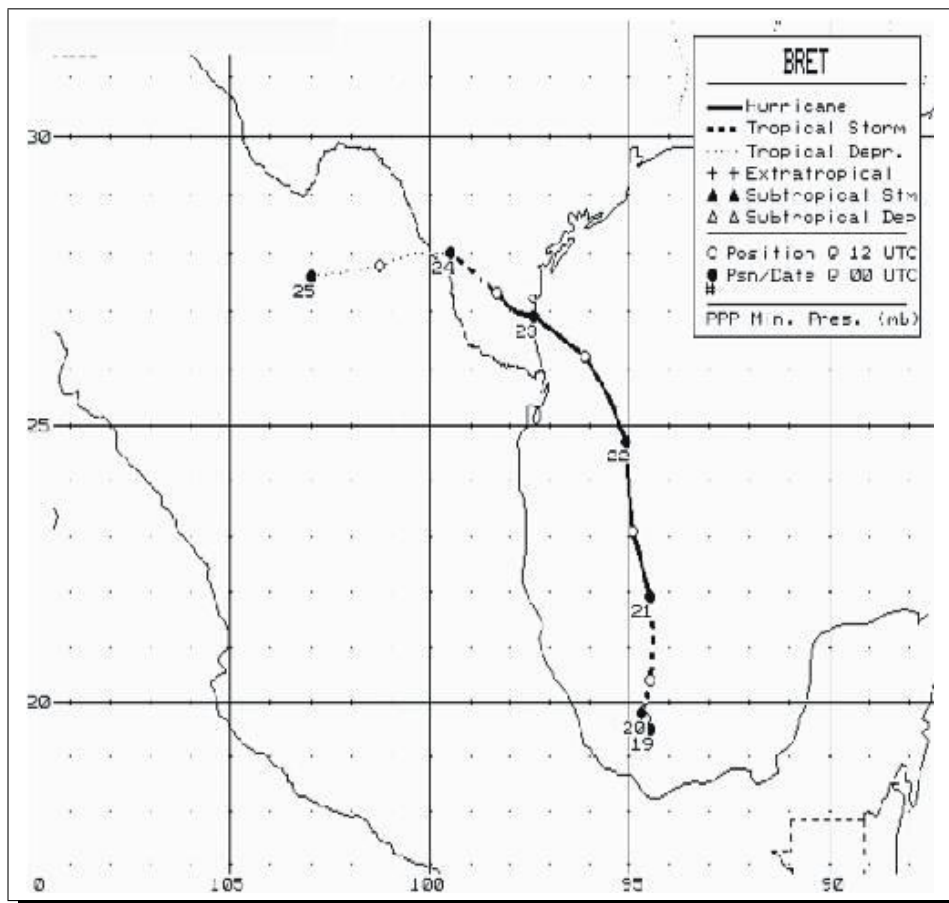 BRET
Hurricane
Tropical Storm
Tropical Depr.
+ + Extratropical
Subtropical Stm
Subtropical Dep
Position @ 12 UTC
Psn/Date @ 00 UTC
#
PPP Min. Pres. (mb)
30
24
25
23
25
22
21
20
20
19
0 105 100 95 90